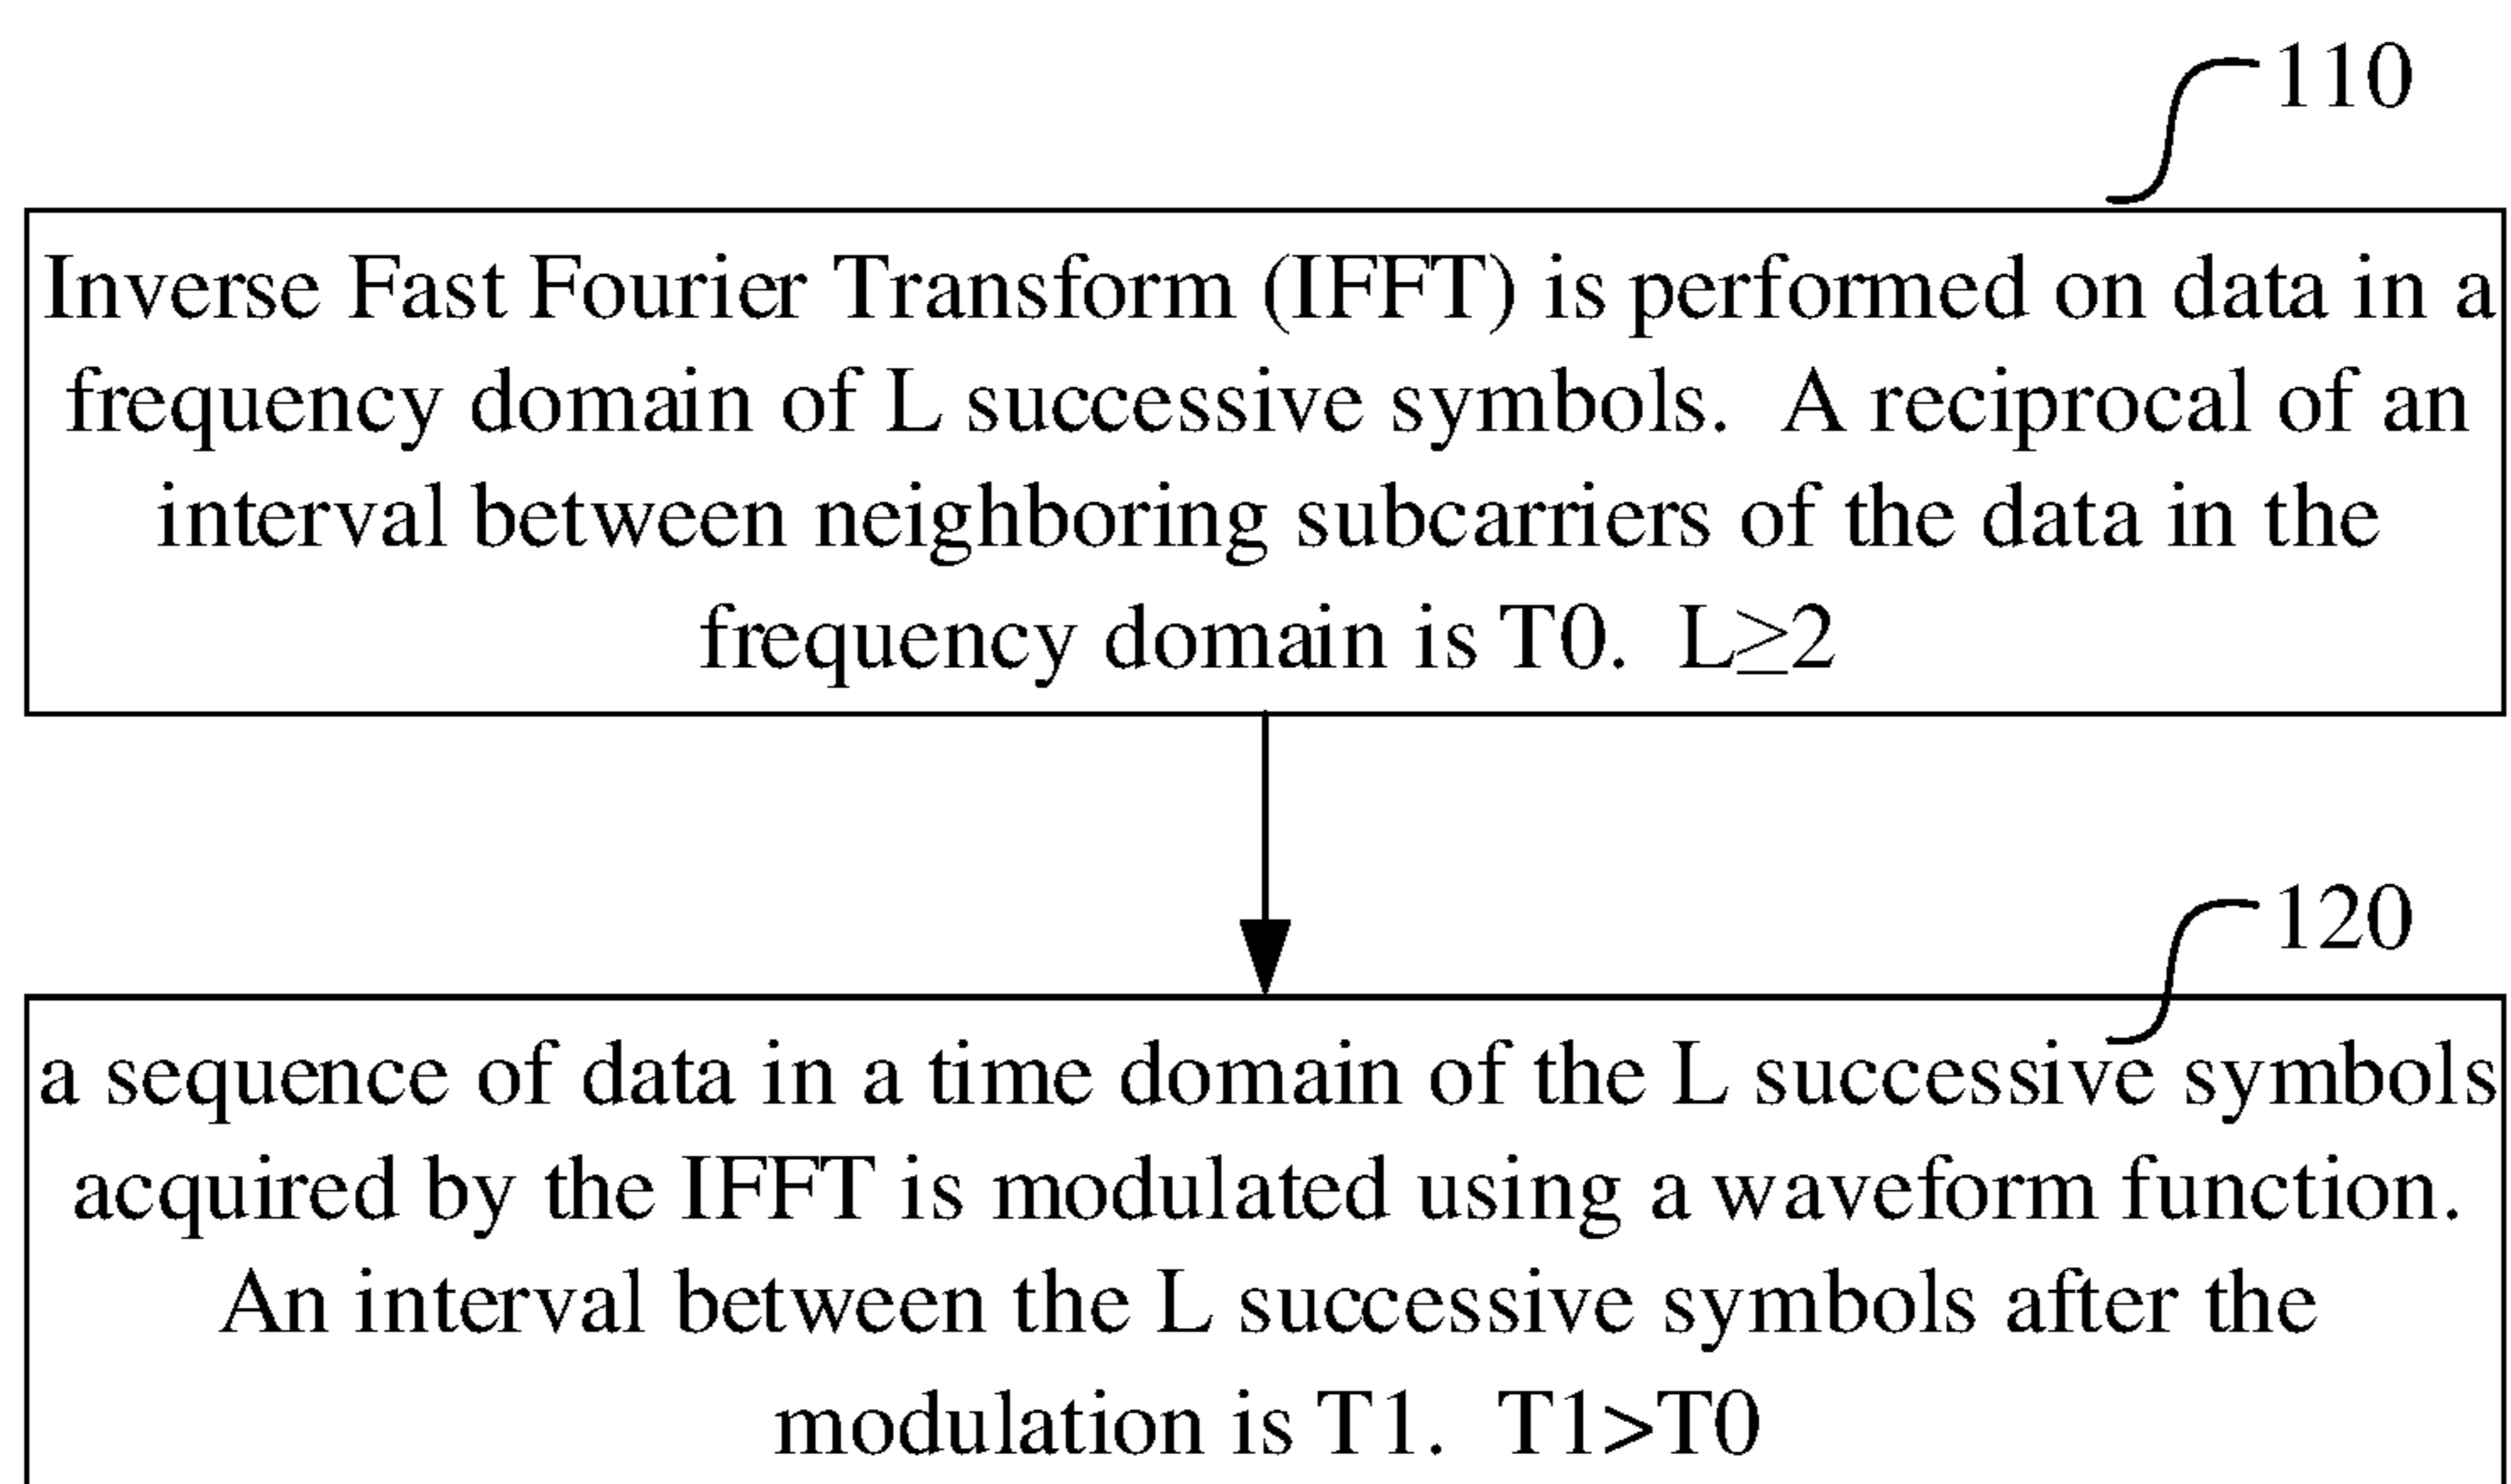 110
Inverse Fast Fourier Transform (IFFT) is performed on data in a
frequency domain of L successive symbols. A reciprocal of an
interval between neighboring subcarriers of the data in the
frequency domain is T0. L≥2
120
a sequence of data in a time domain of the L successive symbols
acquired by the IFFT is modulated using a waveform function.
An interval between the L successive symbols after the
modulation is T1. T1>T0